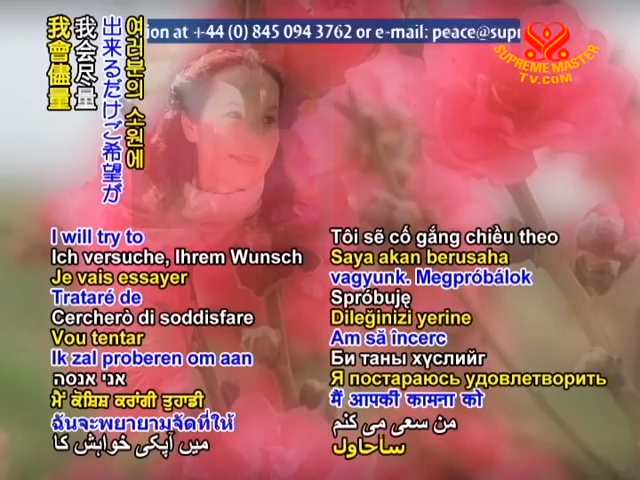 ion at +44 (0) 845 094 3762 or e-mail: peace@supr
SUPREME MASTER
TV.COM
我會儘量
我会尽量
出来るだけご希望が
여러분의 소원에
I will try to
Ich versuche, Ihrem Wunsch
Je vais essayer
Trataré de
Cercherò di soddisfare
Vou tentar
Ik zal proberen om aan
אני אנסה
ਮੈਂ ਕੋਸ਼ਿਸ਼ ਕਰਾਂਗੀ ਤੁਹਾਡੀ
ฉันจะพยายามจัดที่ให้
میں آپکی خواہش کا
Tôi sẽ cố gắng chiều theo
Saya akan berusaha
vagyunk. Megpróbálok
Spróbuję
Dileğinizi yerine
Am să încerc
Би таны хүслийг
Я постараюсь удовлетворить
मैं आपकी कामना को
من سعی می کنم
سأحاول